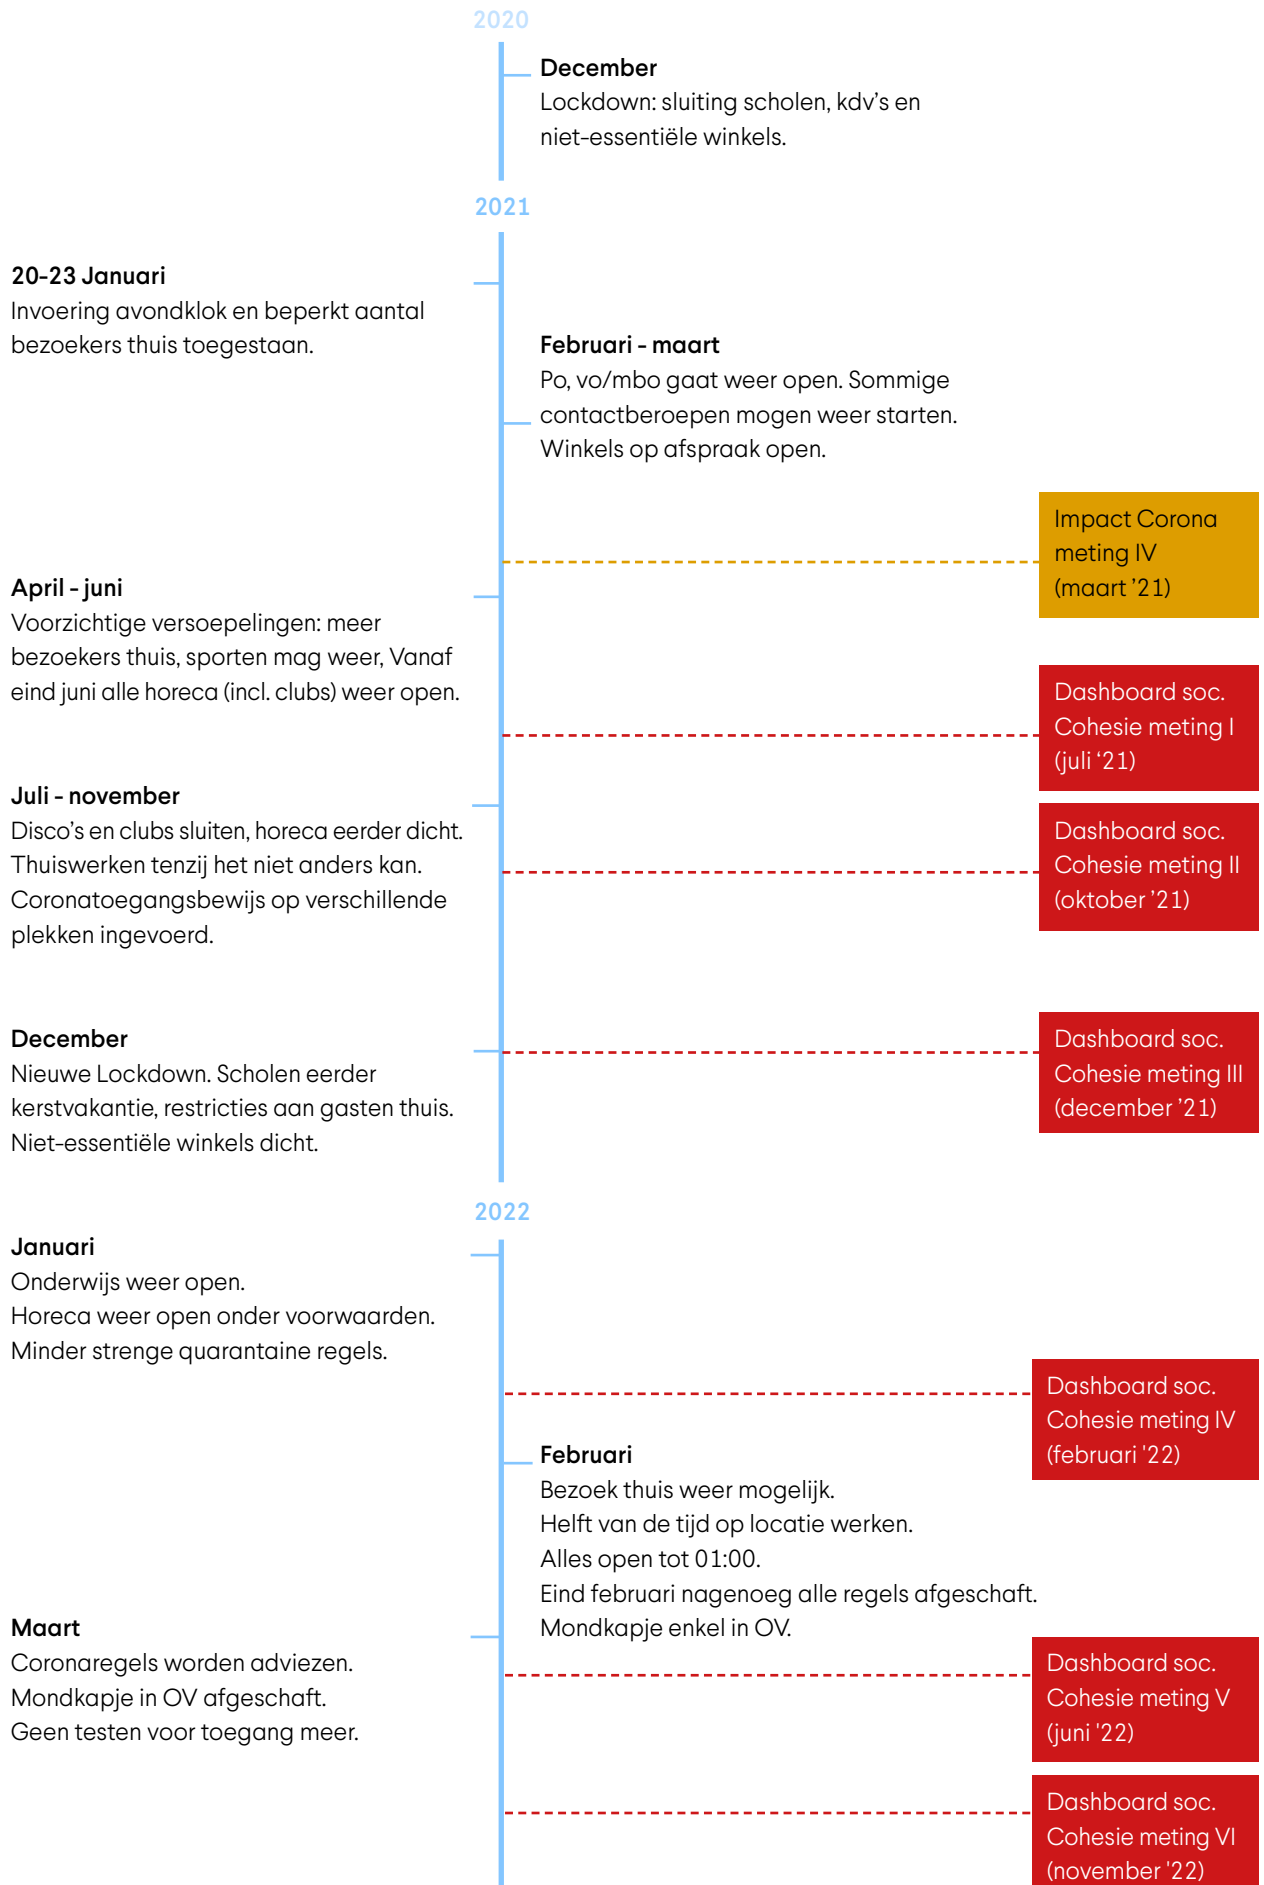 2020
December
Lockdown: sluiting scholen, kdv's en
niet-essentiële winkels.
2021
20-23 Januari
Invoering avondklok en beperkt aantal
bezoekers thuis toegestaan.
Februari - maart
Po, vo/mbo gaat weer open. Sommige
contactberoepen mogen weer starten.
Winkels op afspraak open.
Impact Corona
meting IV
(maart ’21)
April - juni
Voorzichtige versoepelingen: meer
bezoekers thuis, sporten mag weer, Vanaf
eind juni alle horeca (incl. clubs) weer open.
Dashboard soc.
Cohesie meting I
(juli ‘21)
Juli - november
Disco’s en clubs sluiten, horeca eerder dicht.
Thuiswerken tenzij het niet anders kan.
Coronatoegangsbewijs op verschillende
plekken ingevoerd.
Dashboard soc.
Cohesie meting II
(oktober ’21)
December
Nieuwe Lockdown. Scholen eerder
kerstvakantie, restricties aan gasten thuis.
Niet-essentiële winkels dicht.
Dashboard soc.
Cohesie meting III
(december ’21)
2022
Januari
Onderwijs weer open.
Horeca weer open onder voorwaarden.
Minder strenge quarantaine regels.
Dashboard soc.
Cohesie meting IV
(februari '22)
Februari
Bezoek thuis weer mogelijk.
Helft van de tijd op locatie werken.
Alles open tot 01:00.
Eind februari nagenoeg alle regels afgeschaft.
Mondkapje enkel in OV.
Maart
Coronaregels worden adviezen.
Mondkapje in OV afgeschaft.
Geen testen voor toegang meer.
Dashboard soc.
Cohesie meting V
(juni '22)
Dashboard soc.
Cohesie meting VI
(november '22)